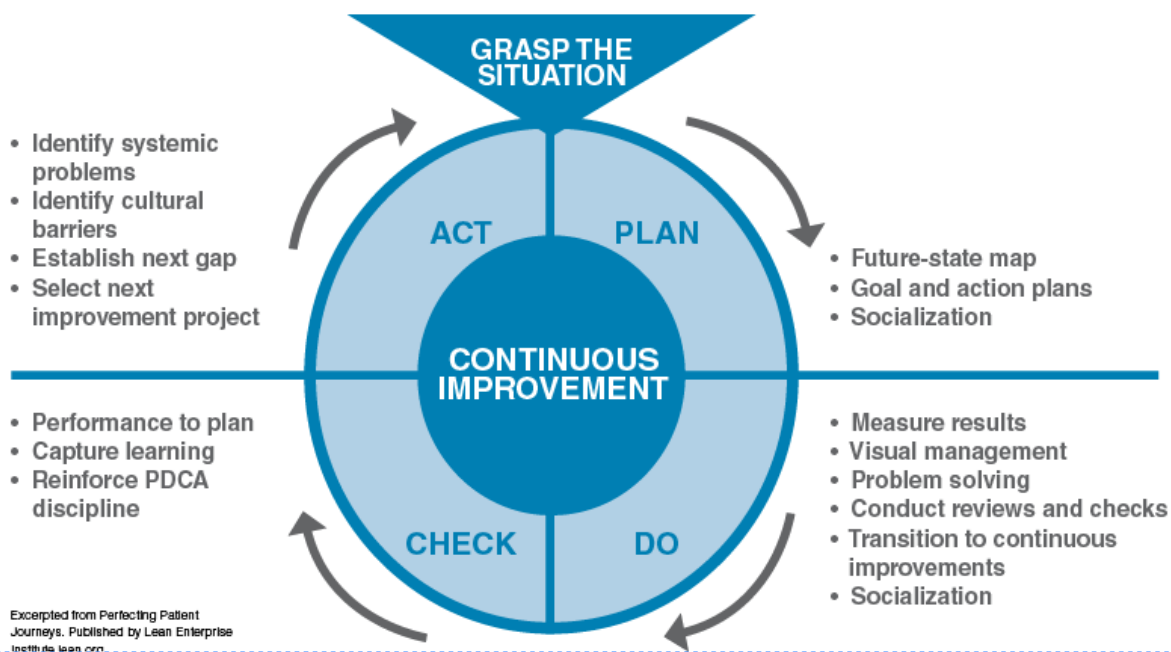 GRASP THE
SITUATION
• Identify systemic
problems
• Identify cultural
barriers
• Establish next gap
• Select next
improvement project
ACT
PLAN
• Future-state map
• Goal and action plans
• Socialization
CONTINUOUS
IMPROVEMENT
• Performance to plan
• Capture learning
• Reinforce PDCA
discipline
CHECK
DO
• Measure results
• Visual management
• Problem solving
• Conduct reviews and checks
• Transition to continuous
improvements
• Socialization
Excerpted from Perfecting Patient
Journeys. Published by Lean Enterprise
Institute lean.org